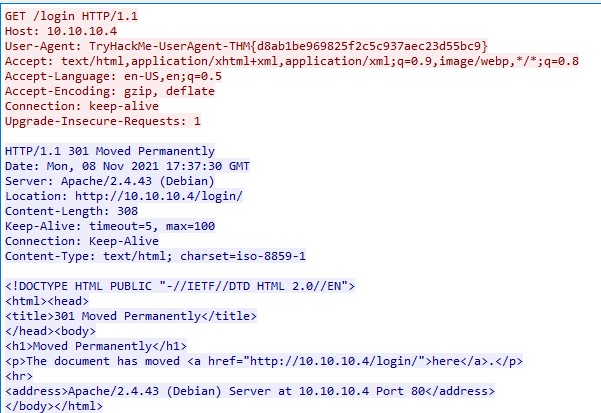 GET /login HTTP/1.1
Host: 10.10.10.4
User-Agent: TryHackMe-UserAgent-THM{d8ab1be969825f2c5c937aec23d55bc9}
Accept: text/html,application/xhtml+xml,application/xml;q=0.9,image/webp,*/*;q=0.8
Accept-Language: en-US,en;q=0.5
Accept-Encoding: gzip, deflate
Connection: keep-alive
Upgrade-Insecure-Requests: 1
HTTP/1.1 301 Moved Permanently
Date: Mon, 08 Nov 2021 17:37:30 GMT
Server: Apache/2.4.43 (Debian)
Location: http://10.10.10.4/login/
Content-Length: 308
Keep-Alive: timeout=5, max=100
Connection: Keep-Alive
Content-Type: text/html; charset=iso-8859-1
<!DOCTYPE HTML PUBLIC "-//IETF//DTD HTML 2.0//EN">
<html><head>
<title>301 Moved Permanently</title>
</head><body>
<h1>Moved Permanently</h1>
<p>The document has moved <a href="http://10.10.10.4/login/">here</a>.</p>
<hr>
<address>Apache/2.4.43 (Debian) Server at 10.10.10.4 Port 80</address>
</body></html>